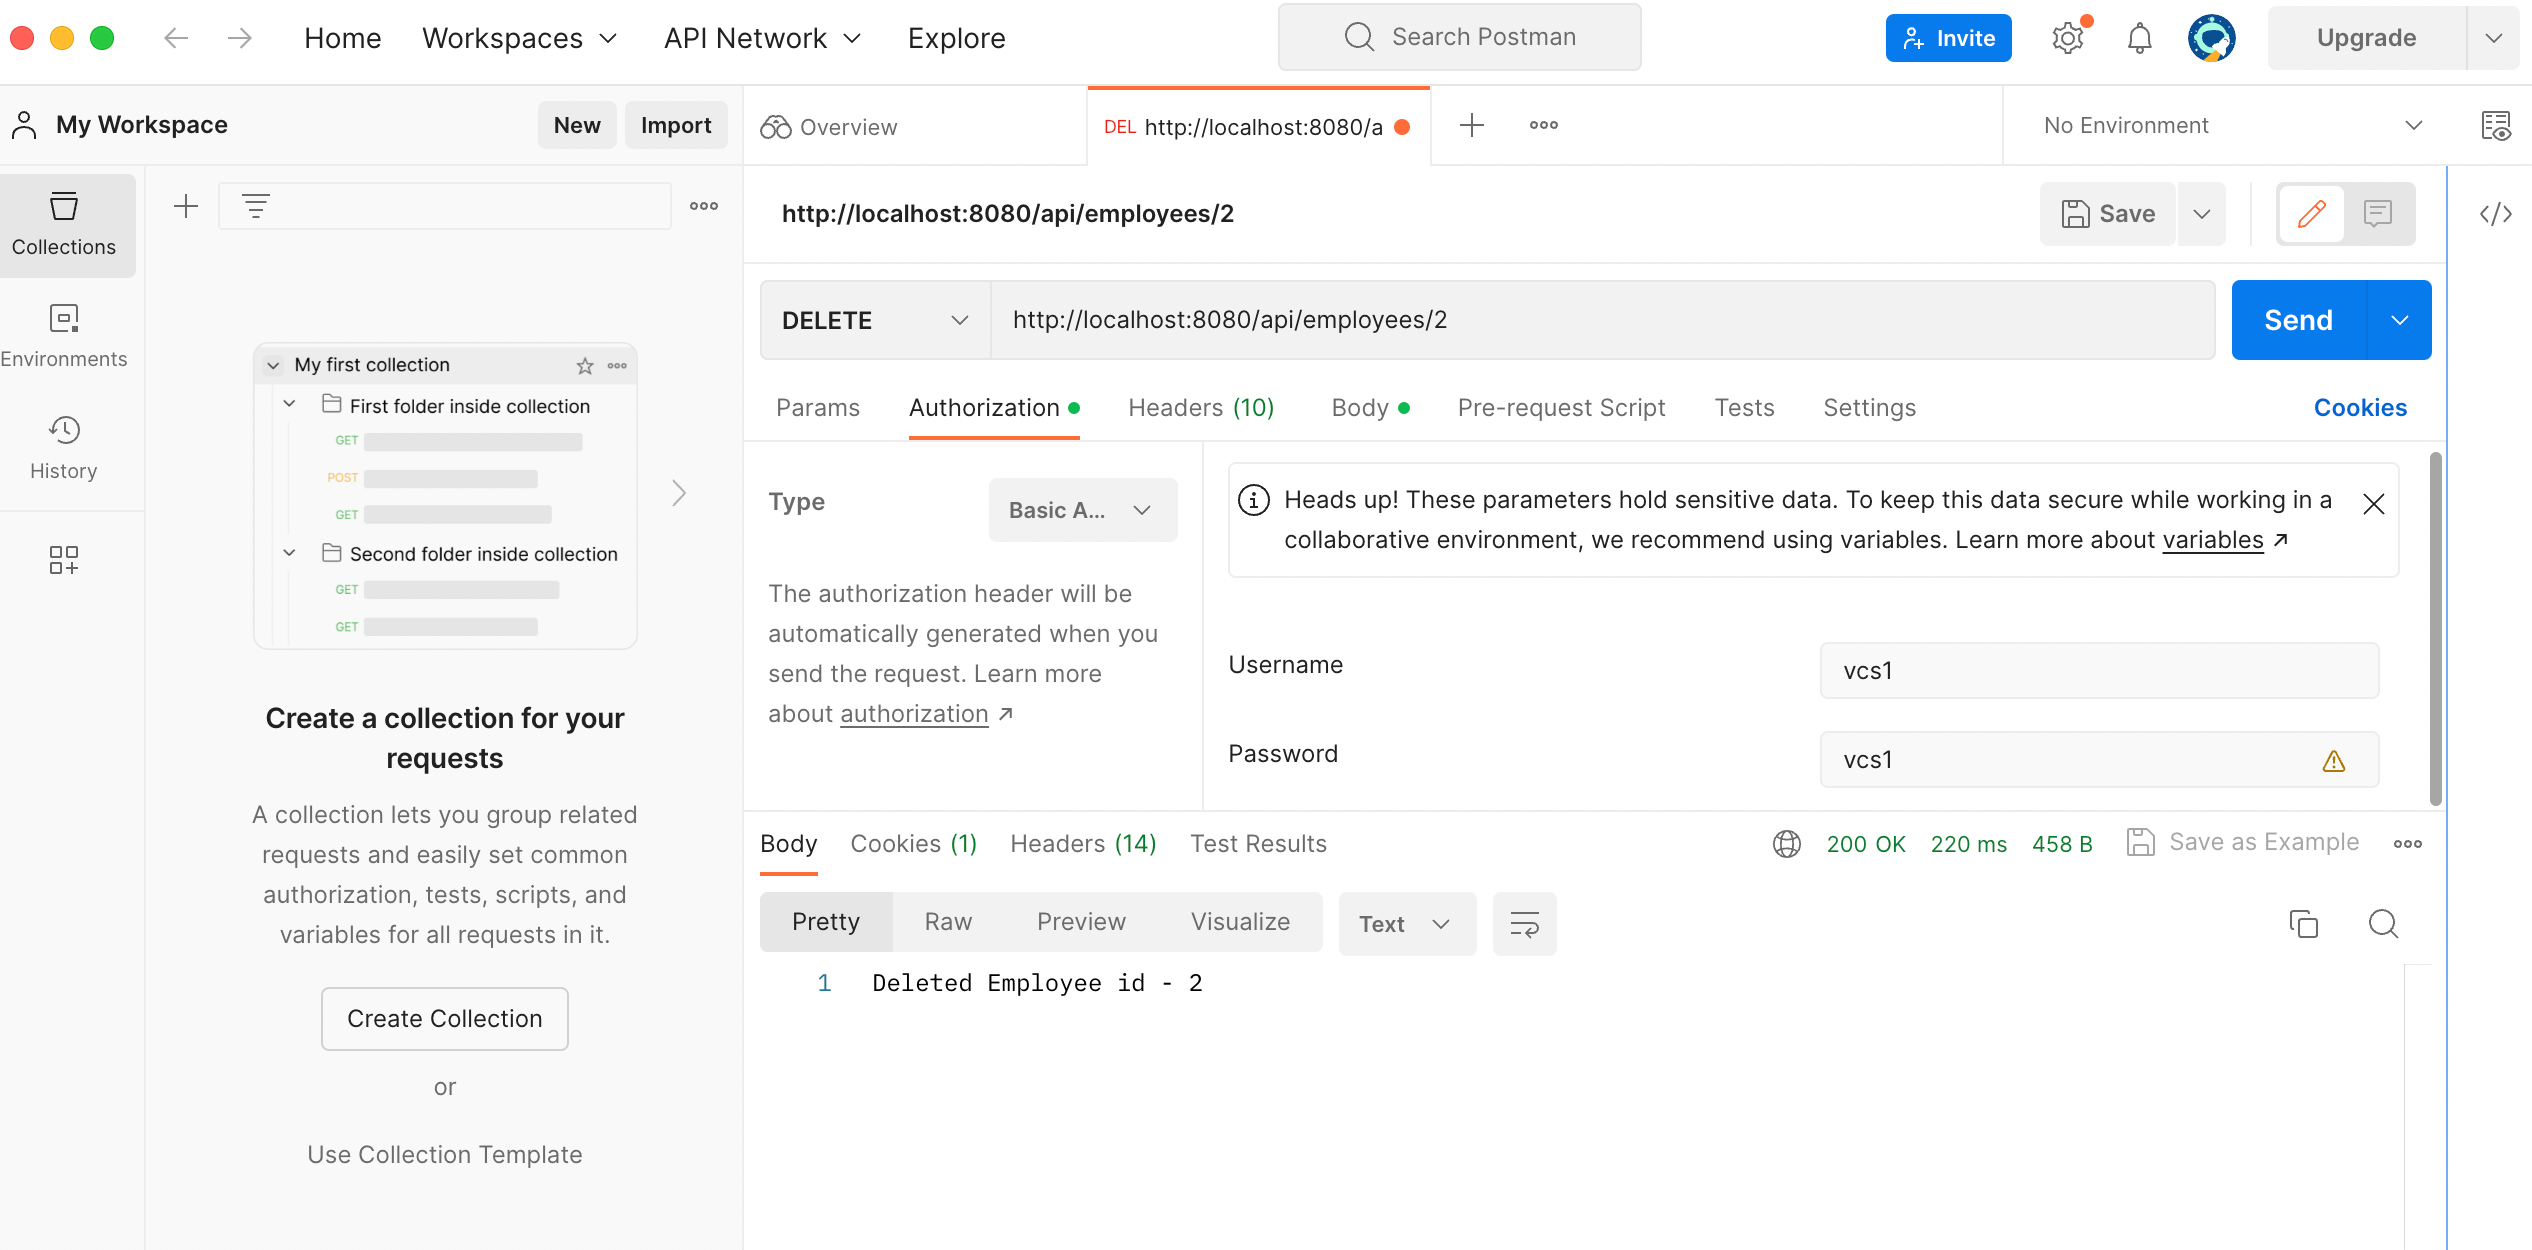 Home Workspaces API Network Explore Search Postman Invite Upgrade
My Workspace New Import
Overview DEL http://localhost:8080/a No Environment
Collections
Environments
History
My first collection
First folder inside collection
GET
POST
GET
Second folder inside collection
GET
GET
Create a collection for your
requests
A collection lets you group related
requests and easily set common
authorization, tests, scripts, and
variables for all requests in it.
Create Collection
or
Use Collection Template
http://localhost:8080/api/employees/2 Save
DELETE http://localhost:8080/api/employees/2 Send
Params Authorization Headers (10) Body Pre-request Script Tests Settings Cookies
Type Basic A...
The authorization header will be
automatically generated when you
send the request. Learn more
about authorization ↗
Heads up! These parameters hold sensitive data. To keep this data secure while working in a
collaborative environment, we recommend using variables. Learn more about variables ↗
Username vcs1
Password vcs1
Body Cookies (1) Headers (14) Test Results 200 OK 220 ms 458 B Save as Example
Pretty Raw Preview Visualize Text
1 Deleted Employee id - 2